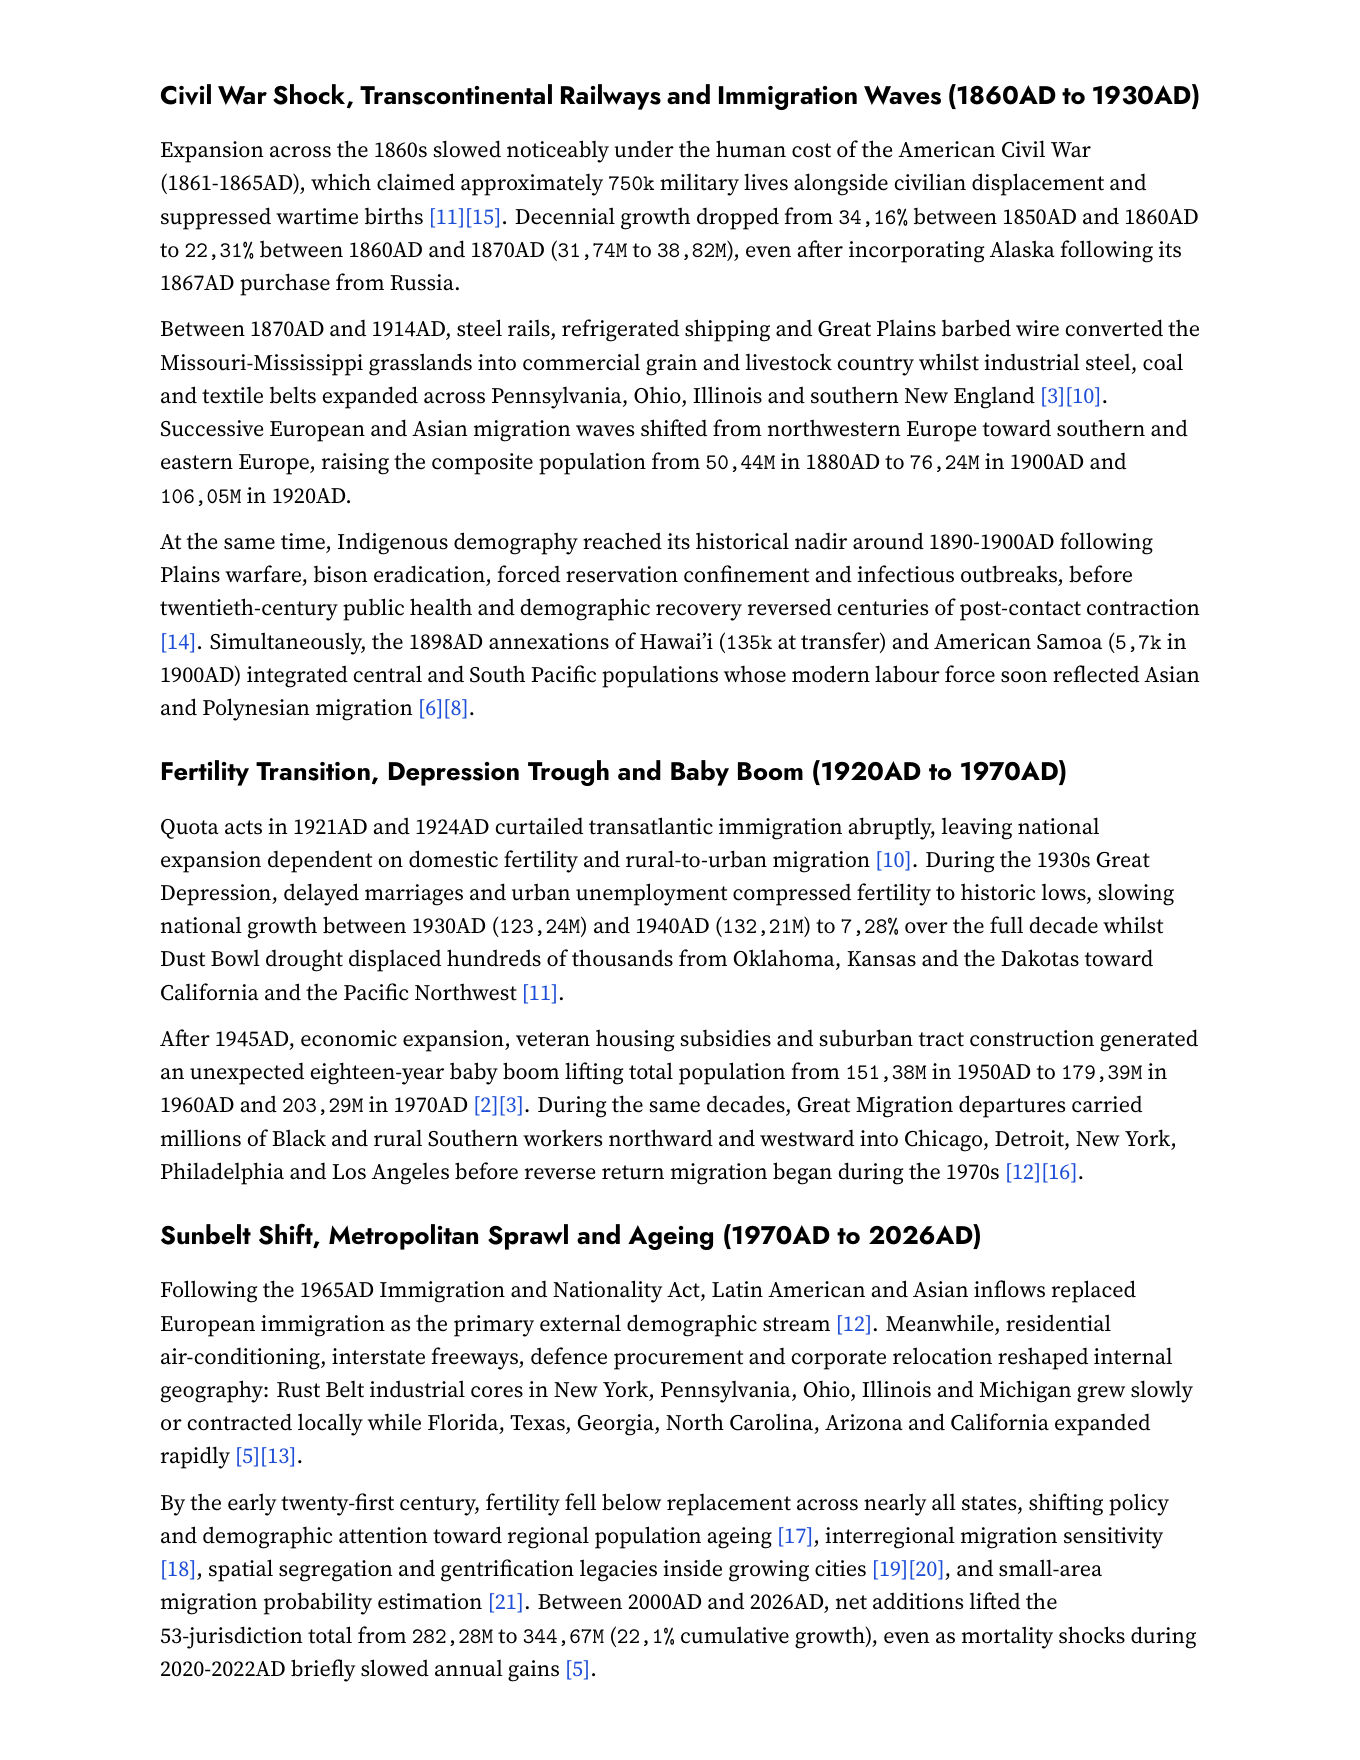 Civil War Shock, Transcontinental Railways and Immigration Waves (1860AD to 1930AD)
Expansion across the 1860s slowed noticeably under the human cost of the American Civil War
(1861-1865AD), which claimed approximately 750k military lives alongside civilian displacement and
suppressed wartime births [11][15]. Decennial growth dropped from 34,16% between 1850AD and 1860AD
to 22,31% between 1860AD and 1870AD (31,74M to 38,82M), even after incorporating Alaska following its
1867AD purchase from Russia.
Between 1870AD and 1914AD, steel rails, refrigerated shipping and Great Plains barbed wire converted the
Missouri-Mississippi grasslands into commercial grain and livestock country whilst industrial steel, coal
and textile belts expanded across Pennsylvania, Ohio, Illinois and southern New England [3][10].
Successive European and Asian migration waves shifted from northwestern Europe toward southern and
eastern Europe, raising the composite population from 50,44M in 1880AD to 76,24M in 1900AD and
106,05M in 1920AD.
At the same time, Indigenous demography reached its historical nadir around 1890-1900AD following
Plains warfare, bison eradication, forced reservation confinement and infectious outbreaks, before
twentieth-century public health and demographic recovery reversed centuries of post-contact contraction
[14]. Simultaneously, the 1898AD annexations of Hawai’i (135k at transfer) and American Samoa (5,7k in
1900AD) integrated central and South Pacific populations whose modern labour force soon reflected Asian
and Polynesian migration [6][8].
Fertility Transition, Depression Trough and Baby Boom (1920AD to 1970AD)
Quota acts in 1921AD and 1924AD curtailed transatlantic immigration abruptly, leaving national
expansion dependent on domestic fertility and rural-to-urban migration [10]. During the 1930s Great
Depression, delayed marriages and urban unemployment compressed fertility to historic lows, slowing
national growth between 1930AD (123,24M) and 1940AD (132,21M) to 7,28% over the full decade whilst
Dust Bowl drought displaced hundreds of thousands from Oklahoma, Kansas and the Dakotas toward
California and the Pacific Northwest [11].
After 1945AD, economic expansion, veteran housing subsidies and suburban tract construction generated
an unexpected eighteen-year baby boom lifting total population from 151,38M in 1950AD to 179,39M in
1960AD and 203,29M in 1970AD [2][3]. During the same decades, Great Migration departures carried
millions of Black and rural Southern workers northward and westward into Chicago, Detroit, New York,
Philadelphia and Los Angeles before reverse return migration began during the 1970s [12][16].
Sunbelt Shift, Metropolitan Sprawl and Ageing (1970AD to 2026AD)
Following the 1965AD Immigration and Nationality Act, Latin American and Asian inflows replaced
European immigration as the primary external demographic stream [12]. Meanwhile, residential
air-conditioning, interstate freeways, defence procurement and corporate relocation reshaped internal
geography: Rust Belt industrial cores in New York, Pennsylvania, Ohio, Illinois and Michigan grew slowly
or contracted locally while Florida, Texas, Georgia, North Carolina, Arizona and California expanded
rapidly [5][13].
By the early twenty-first century, fertility fell below replacement across nearly all states, shifting policy
and demographic attention toward regional population ageing [17], interregional migration sensitivity
[18], spatial segregation and gentrification legacies inside growing cities [19][20], and small-area
migration probability estimation [21]. Between 2000AD and 2026AD, net additions lifted the
53-jurisdiction total from 282,28M to 344,67M (22,1% cumulative growth), even as mortality shocks during
2020-2022AD briefly slowed annual gains [5].